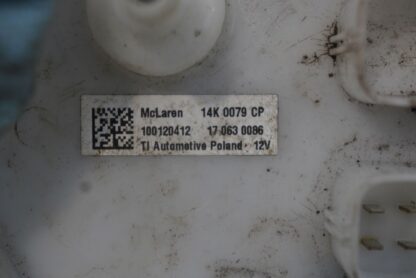 McLaren 14K 0079 CP
100120412 17 063 0086
TI Automotive Poland - 12V